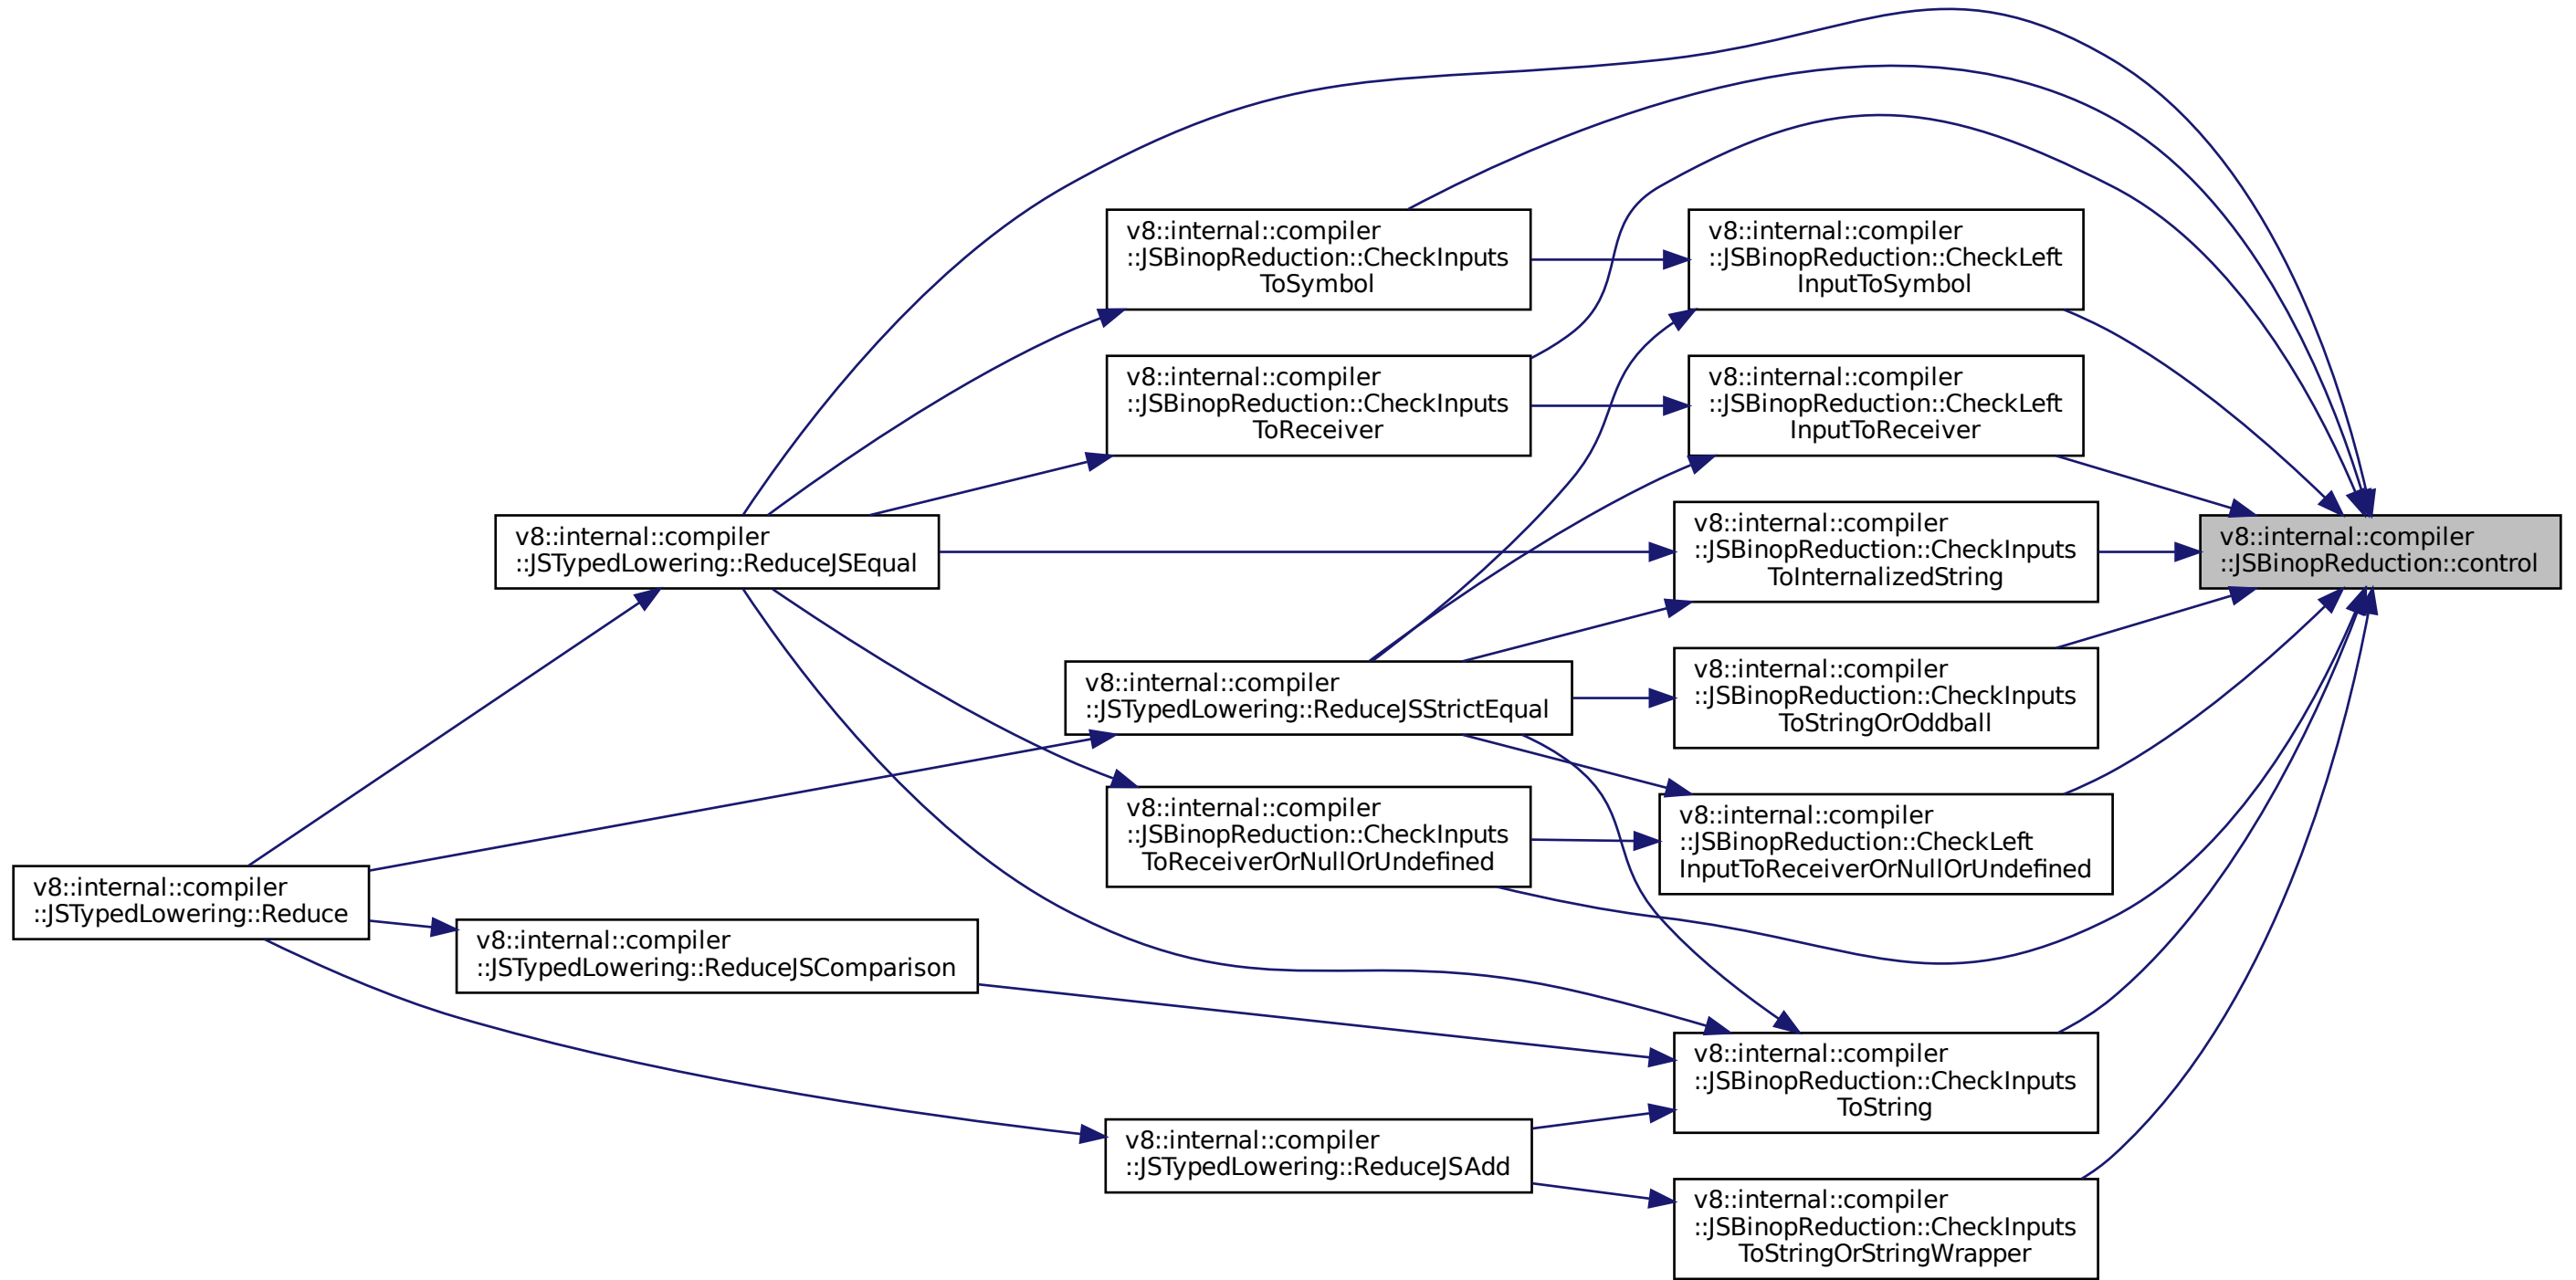 v8::internal::compiler
::JSBinopReduction::CheckInputs
ToSymbol
v8::internal::compiler
::JSBinopReduction::CheckLeft
InputToSymbol
v8::internal::compiler
::JSBinopReduction::CheckInputs
ToReceiver
v8::internal::compiler
::JSBinopReduction::CheckLeft
InputToReceiver
v8::internal::compiler
::JSTypedLowering::ReduceJSEqual
v8::internal::compiler
::JSBinopReduction::CheckInputs
ToInternalizedString
v8::internal::compiler
::JSBinopReduction::control
v8::internal::compiler
::JSTypedLowering::ReduceJSStrictEqual
v8::internal::compiler
::JSBinopReduction::CheckInputs
ToStringOrOddball
v8::internal::compiler
::JSBinopReduction::CheckInputs
ToReceiverOrNullOrUndefined
v8::internal::compiler
::JSBinopReduction::CheckLeft
InputToReceiverOrNullOrUndefined
v8::internal::compiler
::JSTypedLowering::Reduce
v8::internal::compiler
::JSTypedLowering::ReduceJSComparison
v8::internal::compiler
::JSBinopReduction::CheckInputs
ToString
v8::internal::compiler
::JSTypedLowering::ReduceJSAdd
v8::internal::compiler
::JSBinopReduction::CheckInputs
ToStringOrStringWrapper